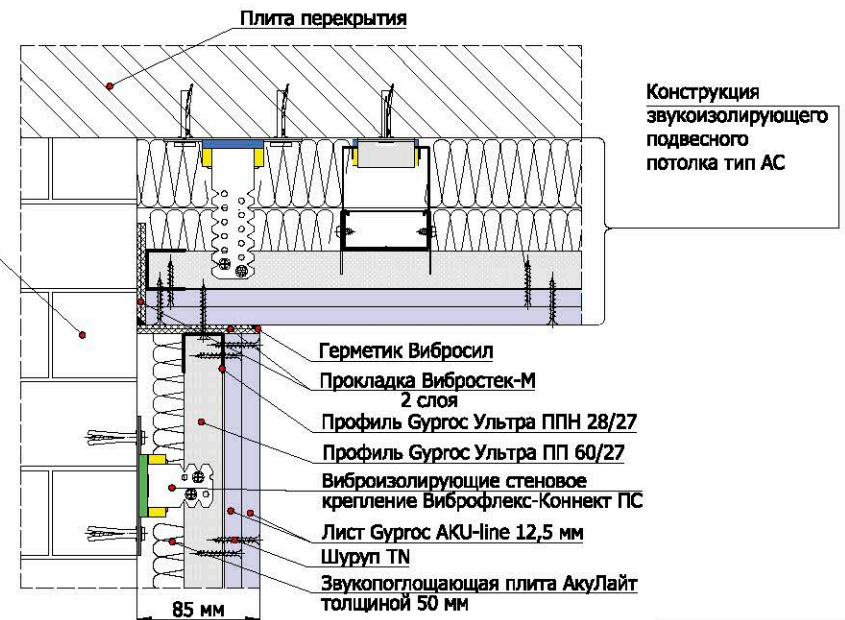 Плита перекрытия
Конструкция
звукоизолирующего
подвесного
потолка тип АС
Герметик Вибросил
Прокладка Вибростек-М
2 слоя
Профиль Gyproc Ультра ППН 28/27
Профиль Gyproc Ультра ПП 60/27
Виброизолирующие стеновое
крепление Виброфлекс-Коннект ПС
Лист Gyproc AKU-line 12,5 мм
Шуруп TN
Звукопоглощающая плита АкуЛайт
толщиной 50 мм
85 мм